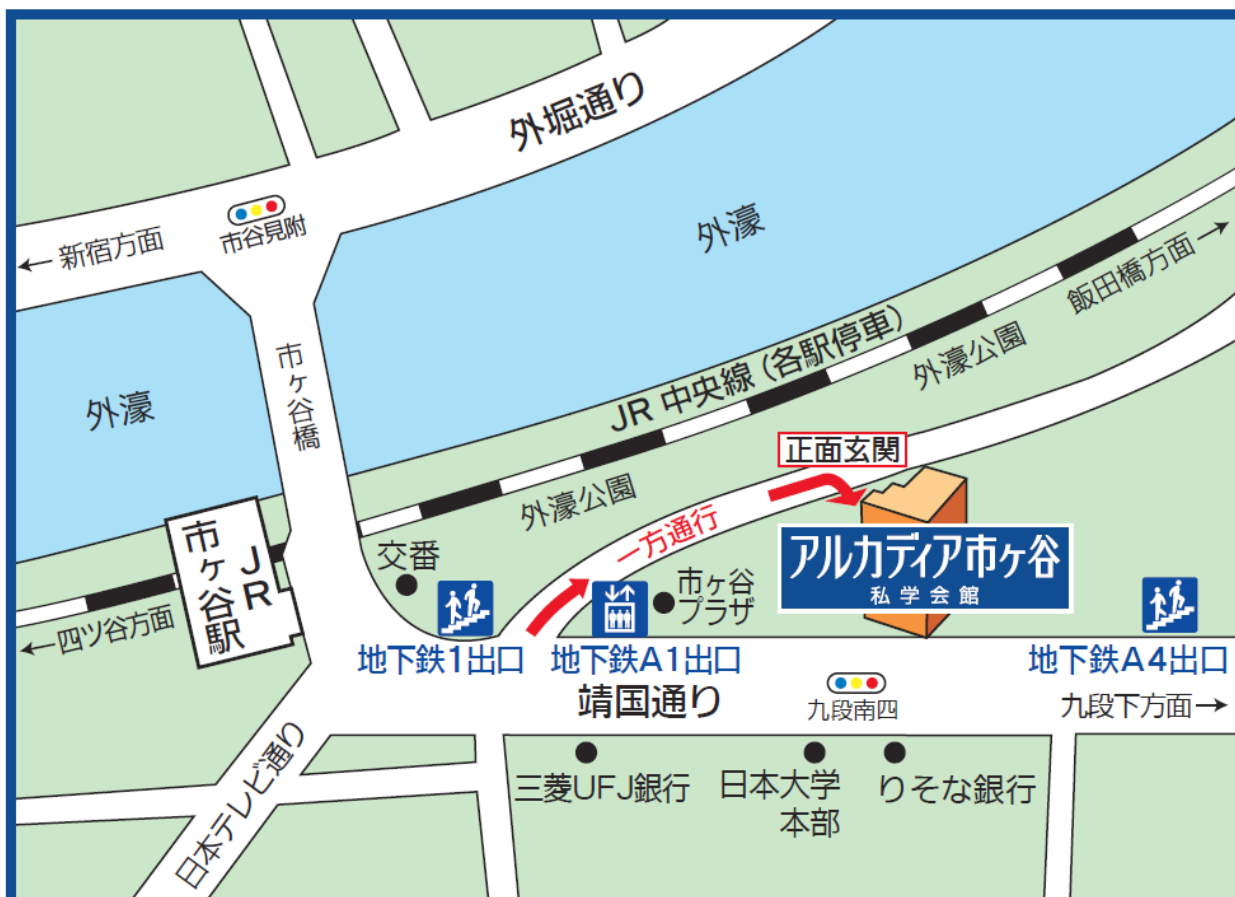 外堀通り
市谷見附
← 新宿方面
外濠
飯田橋方面 →
市ヶ谷橋
外濠
JR 中央線（各駅停車）
外濠公園
正面玄関
外濠公園
一方通行
JR
市ヶ谷駅
交番
市ヶ谷
プラザ
アルカディア市ヶ谷
私学会館
← 四ツ谷方面
地下鉄1出口
地下鉄A1出口
地下鉄A4出口
靖国通り
九段南四
九段下方面 →
日本テレビ通り
三菱UFJ銀行
日本大学
本部
りそな銀行